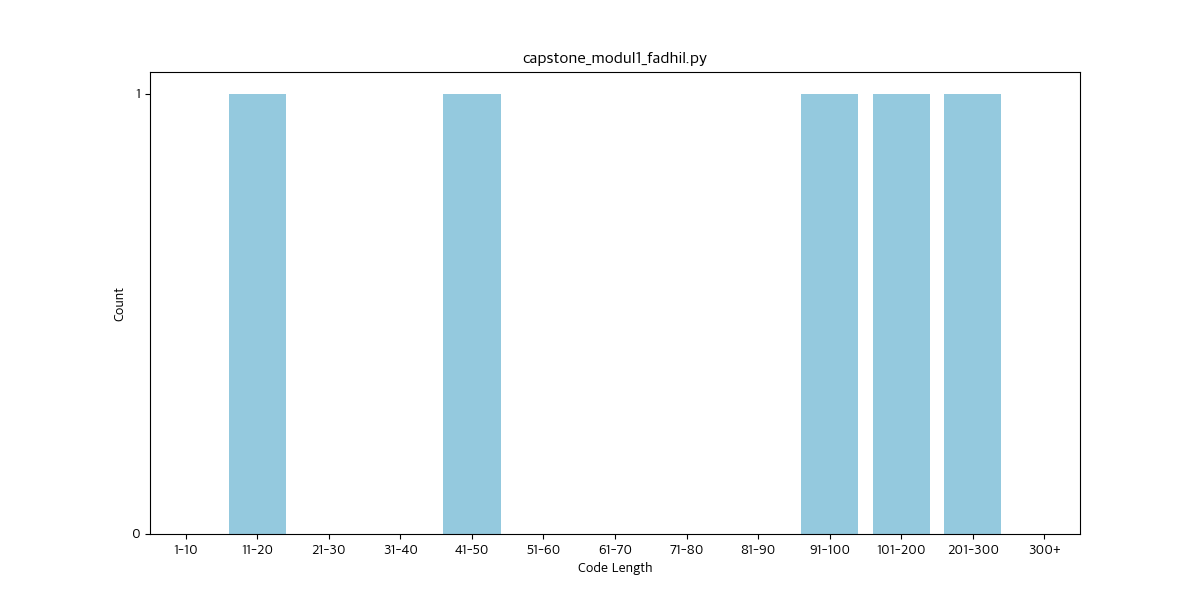 capstone_modul1_fadhil.py
1
Count
0
1-10 11-20 21-30 31-40 41-50 51-60 61-70 71-80 81-90 91-100 101-200 201-300 300+
Code Length